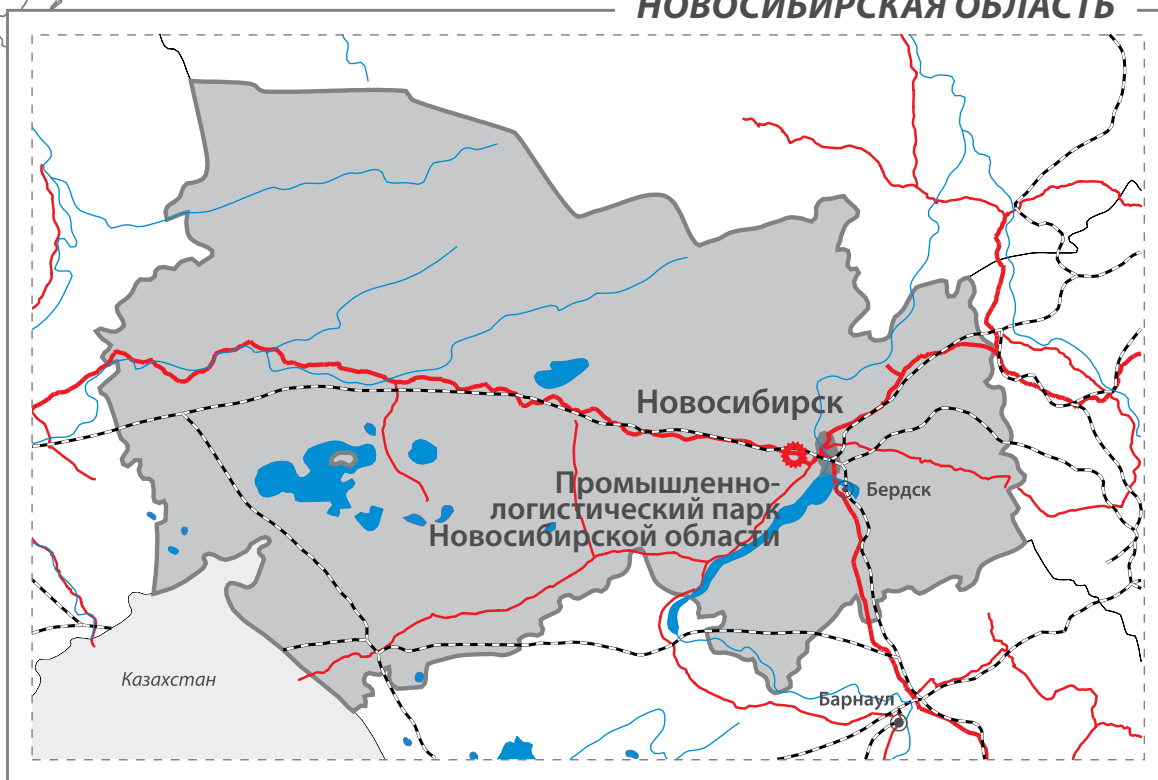 НОВОСИБИРСКАЯ ОБЛАСТЬ
Новосибирск
Промышленно-
логистический парк
Новосибирской области
Бердск
Казахстан
Барнаул